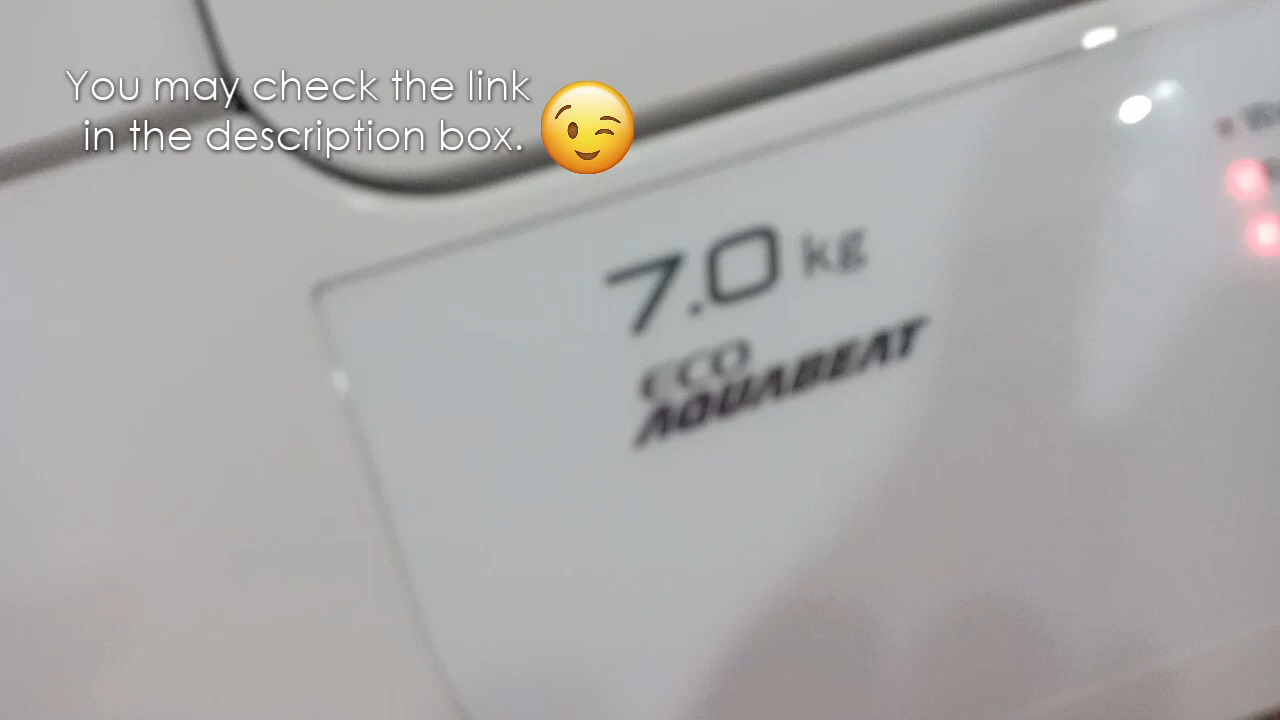 You may check the link
in the description box.
7.0 kg
ECO
AQUABEAT